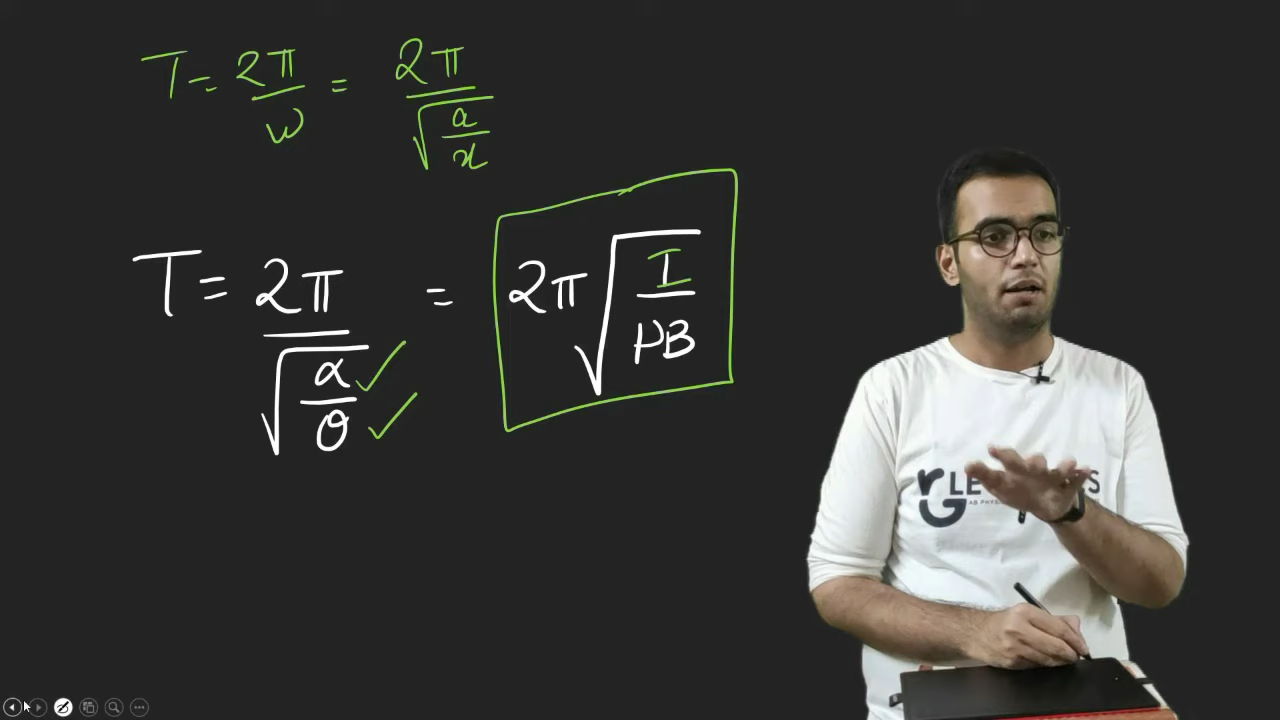 T = 2π/ω = 2π/√(a/x)
T = 2π/√(α/θ) = 2π√(I/μB)